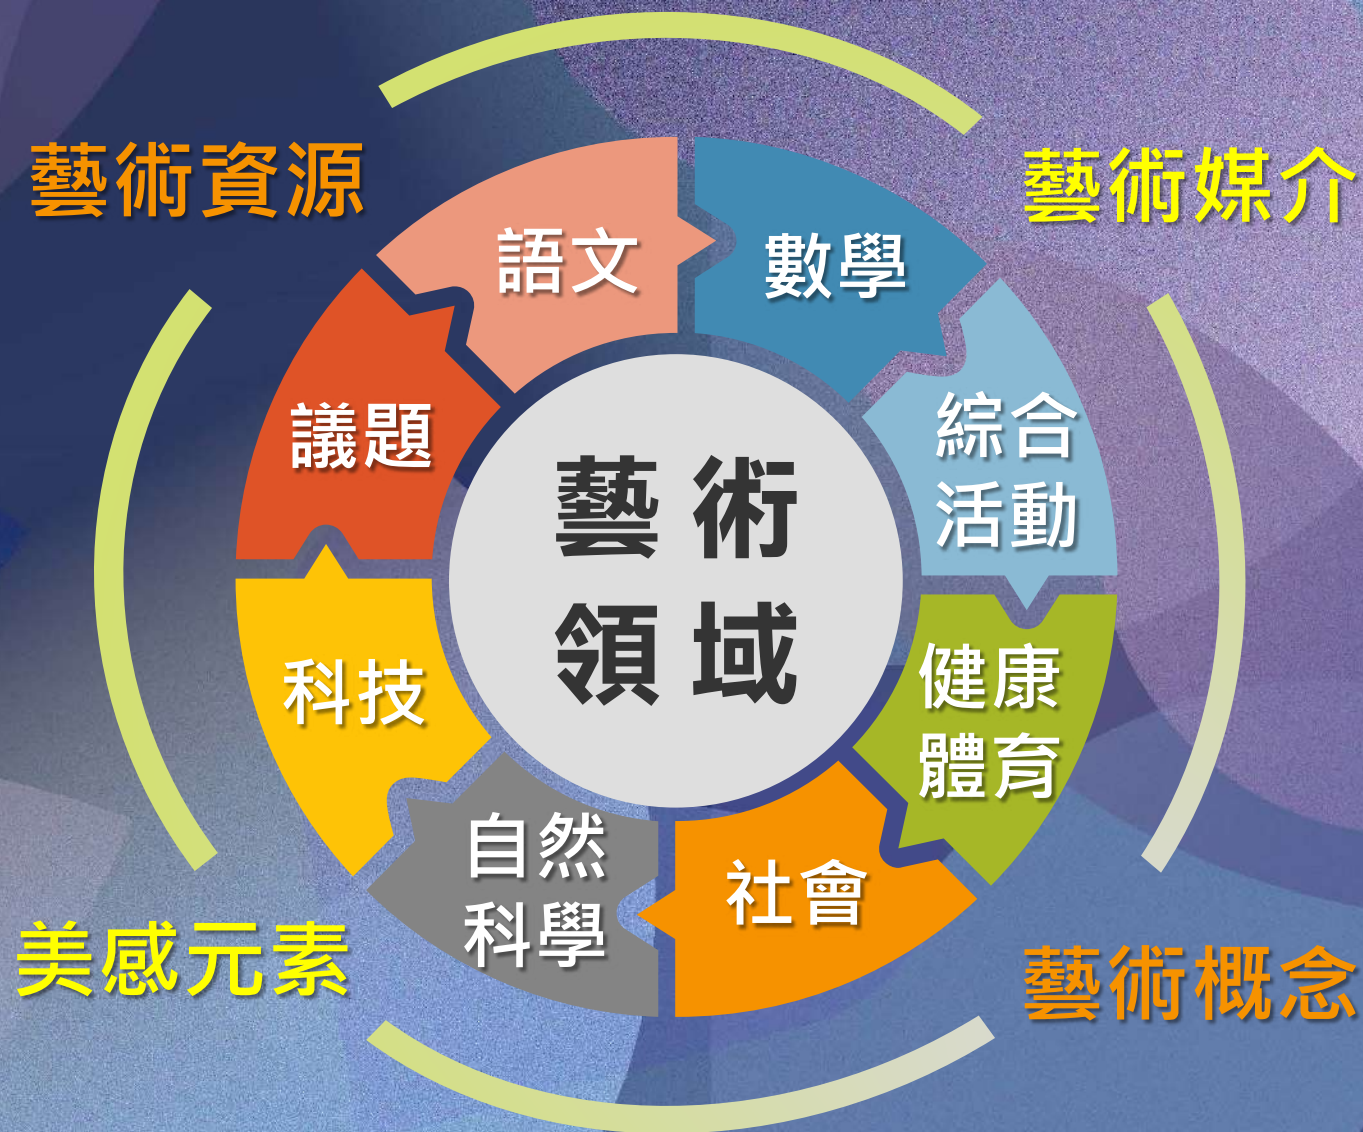 藝術資源
藝術媒介
語文
數學
綜合
活動
健康
體育
社會
自然
科學
科技
議題
藝術
領域
美感元素
藝術概念